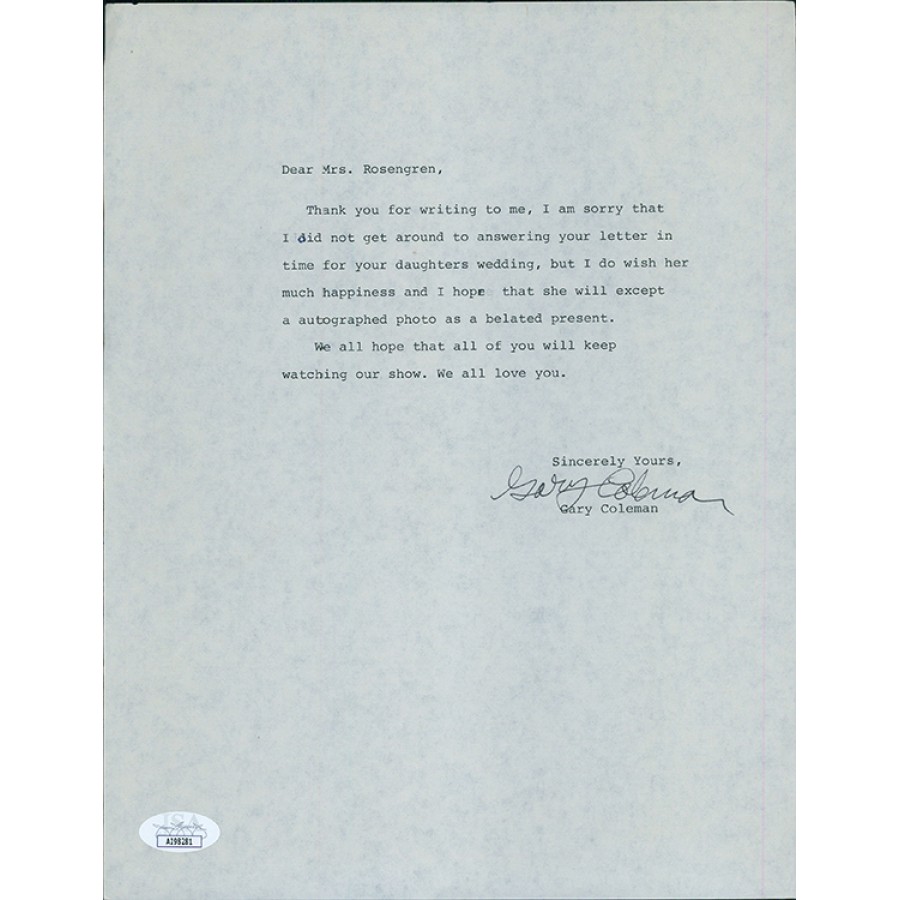 Dear Mrs. Rosengren,
Thank you for writing to me, I am sorry that
I did not get around to answering your letter in
time for your daughters wedding, but I do wish her
much happiness and I hope that she will except
a autographed photo as a belated present.
We all hope that all of you will keep
watching our show. We all love you.
Sincerely Yours,
Gary Coleman
Gary Coleman
JSA